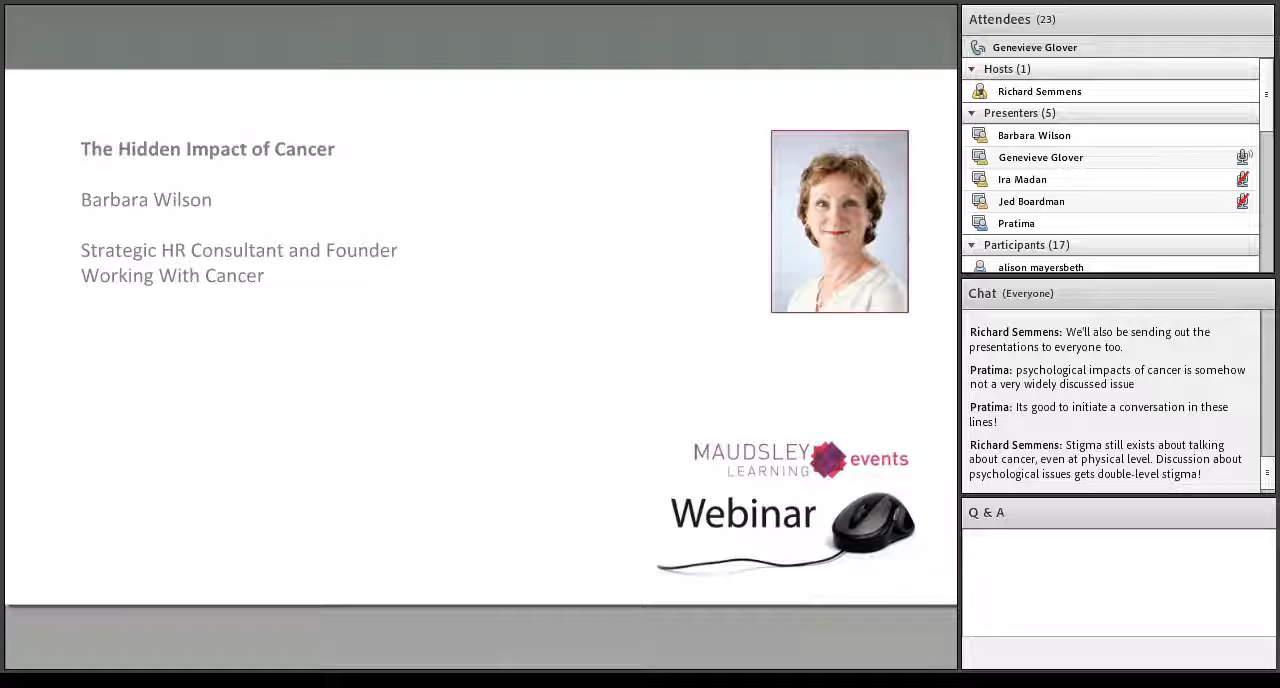 The Hidden Impact of Cancer
Barbara Wilson
Strategic HR Consultant and Founder
Working With Cancer
MAUDSLEY
LEARNING
events
Webinar
Attendees (23)
Genevieve Glover
Hosts (1)
Richard Semmens
Presenters (5)
Barbara Wilson
Genevieve Glover
Ira Madan
Jed Boardman
Pratima
Participants (17)
alison mayersbeth
Chat (Everyone)
Richard Semmens: We'll also be sending out the
presentations to everyone too.
Pratima: psychological impacts of cancer is somehow
not a very widely discussed issue
Pratima: Its good to initiate a conversation in these
lines!
Richard Semmens: Stigma still exists about talking
about cancer, even at physical level. Discussion about
psychological issues gets double-level stigma!
Q & A